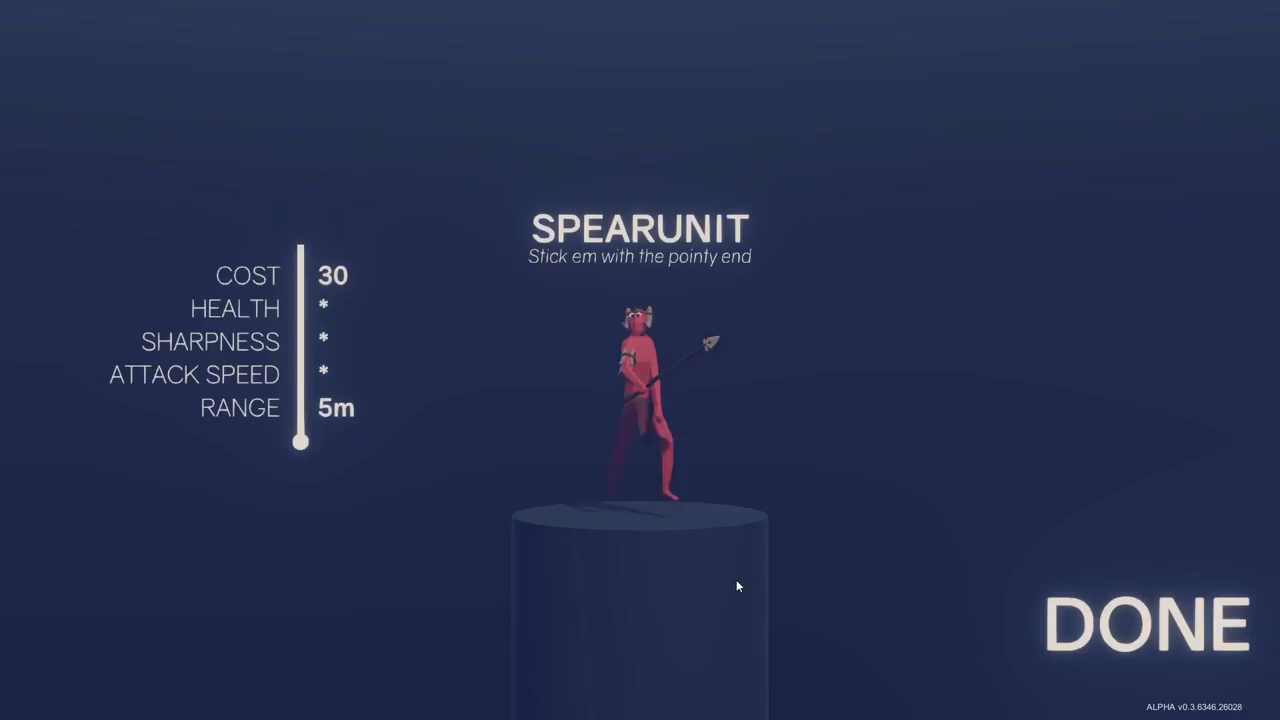 SPEARUNIT
Stick em with the pointy end
COST 30
HEALTH *
SHARPNESS *
ATTACK SPEED *
RANGE 5m
DONE
ALPHA v0.3.6346.26028